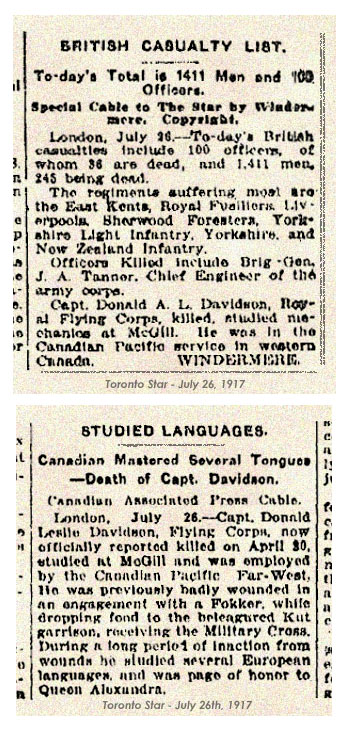 BRITISH CASUALTY LIST.
To-day's Total is 1411 Men and 100
Officers.
Special Cable to The Star by Winder-
mere. Copyright.
London, July 26.—To-day's British
casualties include 100 officers, of
whom 36 are dead, and 1,411 men,
245 being dead.
The regiments suffering most are
the East Kents, Royal Fusiliers, Liv-
erpools, Sherwood Foresters, York-
shire Light Infantry, Yorkshire, and
New Zealand Infantry.
Officers Killed include Brig-Gen.
J. A. Tanner, Chief Engineer of the
army corps.
Capt. Donald A. L. Davidson, Roy-
al Flying Corps, killed, studied me-
chanics at McGill. He was in the
Canadian Pacific service in western
Canada. WINDERMERE.
Toronto Star - July 26, 1917
STUDIED LANGUAGES.
Canadian Mastered Several Tongues
—Death of Capt. Davidson.
Canadian Associated Press Cable.
London, July 26.—Capt. Donald
Leslie Davidson, Flying Corps, now
officially reported killed on April 30,
studied at McGill and was employed
by the Canadian Pacific Far-West,
He was previously badly wounded in
an engagement with a Fokker, while
dropping food to the beleagured Kut
garrison, receiving the Military Cross.
During a long period of inaction from
wounds he studied several European
languages, and was page of honor to
Queen Alexandra.
Toronto Star - July 26th, 1917